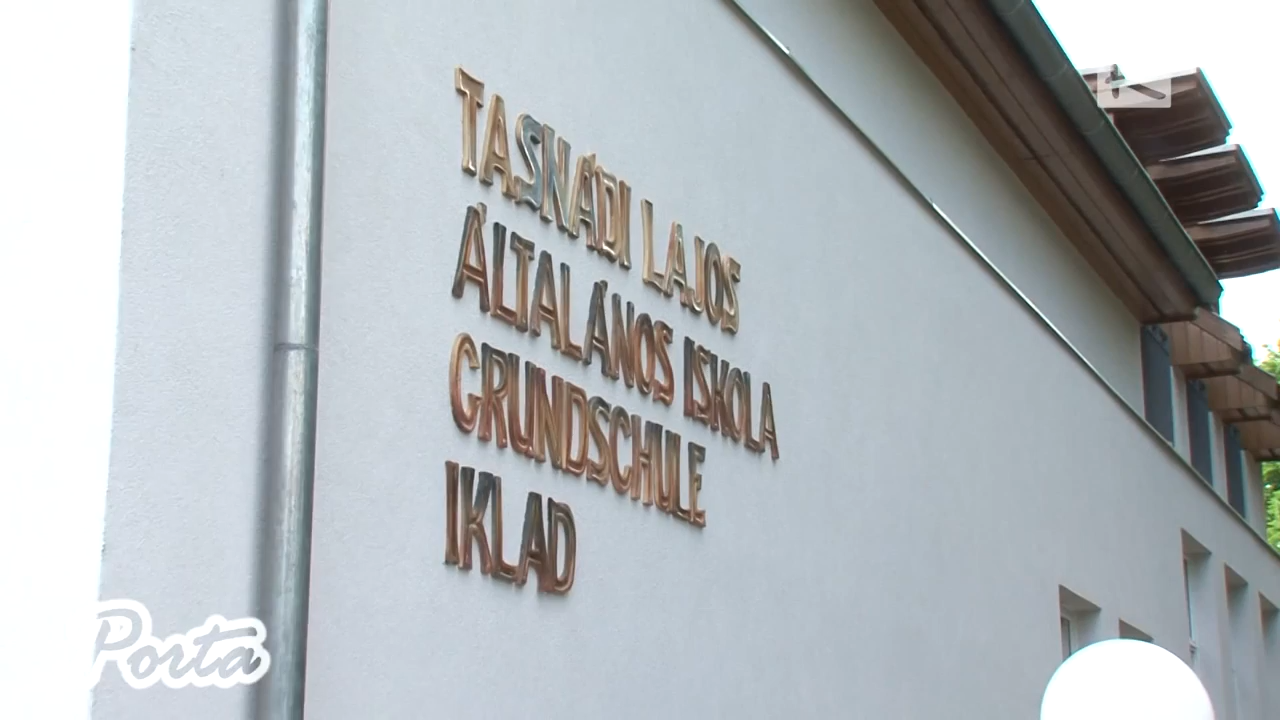 TASNÁDI LAJOS
ÁLTALÁNOS ISKOLA
GRUNDSCHULE
IKLAD
Porta